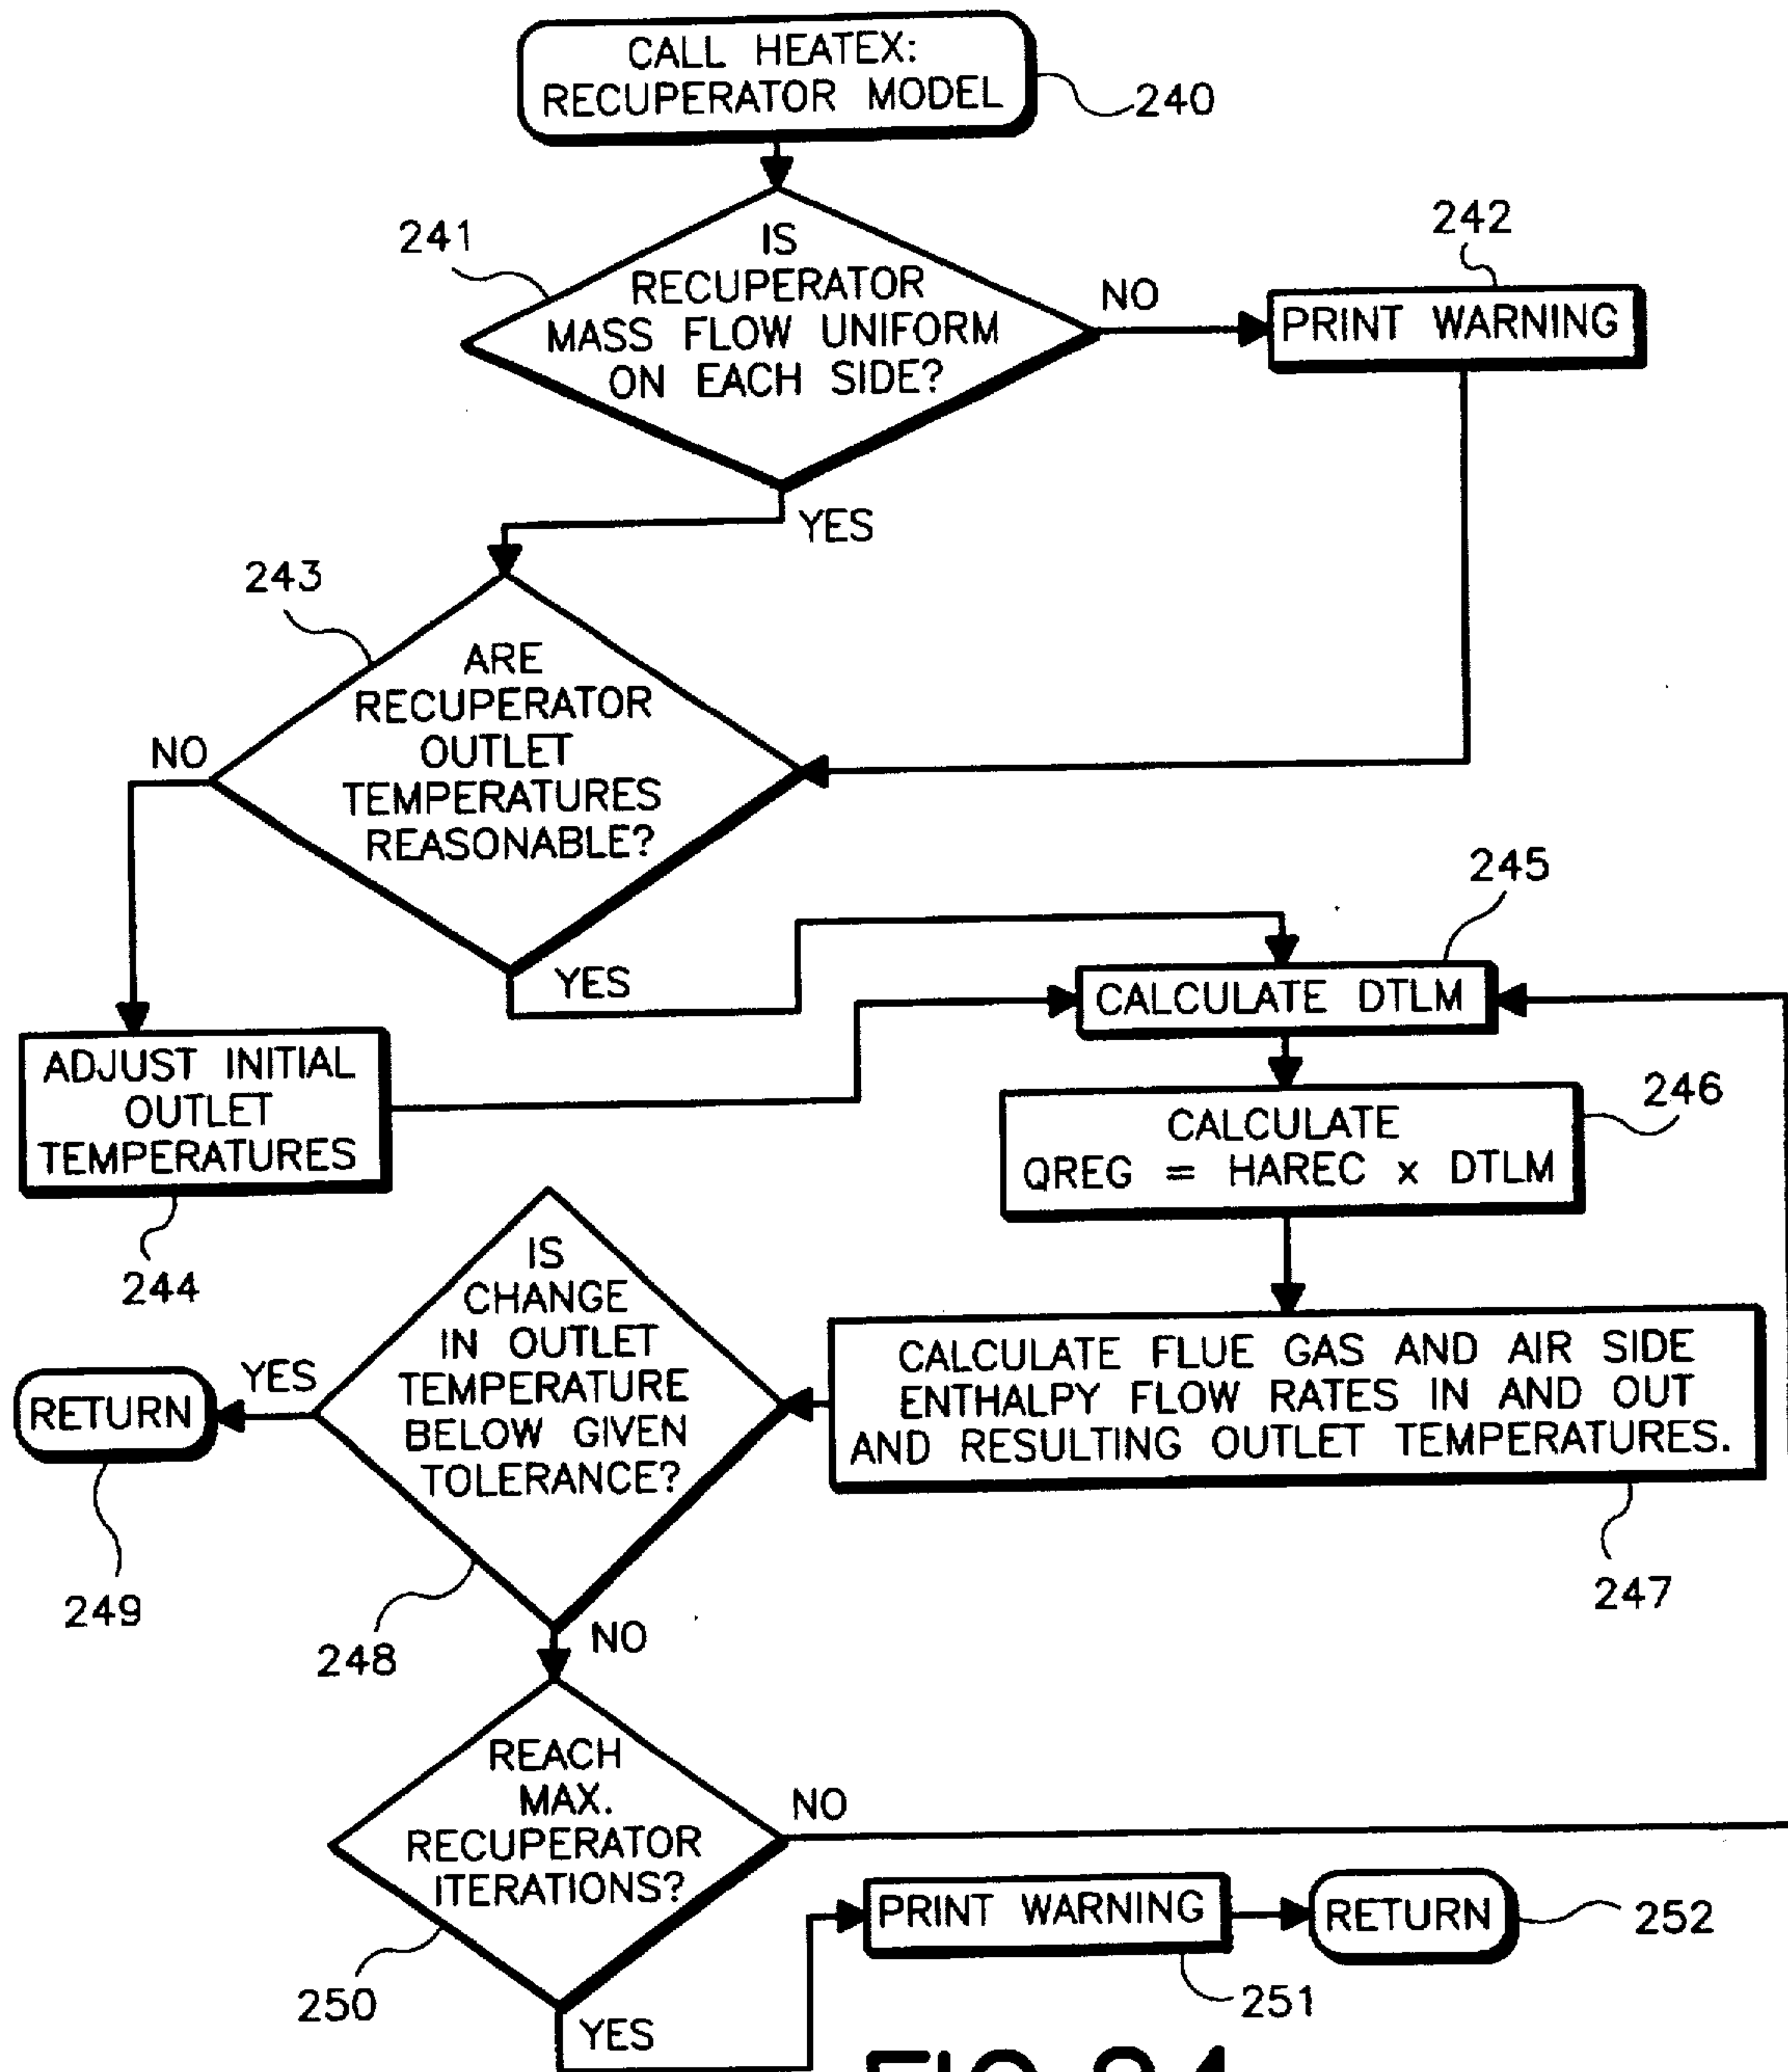 CALL HEATEX:
RECUPERATOR MODEL
240
241
IS
RECUPERATOR
MASS FLOW UNIFORM
ON EACH SIDE?
NO
242
PRINT WARNING
YES
243
ARE
RECUPERATOR
OUTLET
TEMPERATURES
REASONABLE?
NO
YES
245
CALCULATE DTLM
ADJUST INITIAL
OUTLET
TEMPERATURES
244
246
CALCULATE
QREG = HAREC x DTLM
IS
CHANGE
IN OUTLET
TEMPERATURE
BELOW GIVEN
TOLERANCE?
YES
RETURN
249
248
CALCULATE FLUE GAS AND AIR SIDE
ENTHALPY FLOW RATES IN AND OUT
AND RESULTING OUTLET TEMPERATURES.
247
NO
REACH
MAX.
RECUPERATOR
ITERATIONS?
NO
250
YES
PRINT WARNING
251
RETURN
252